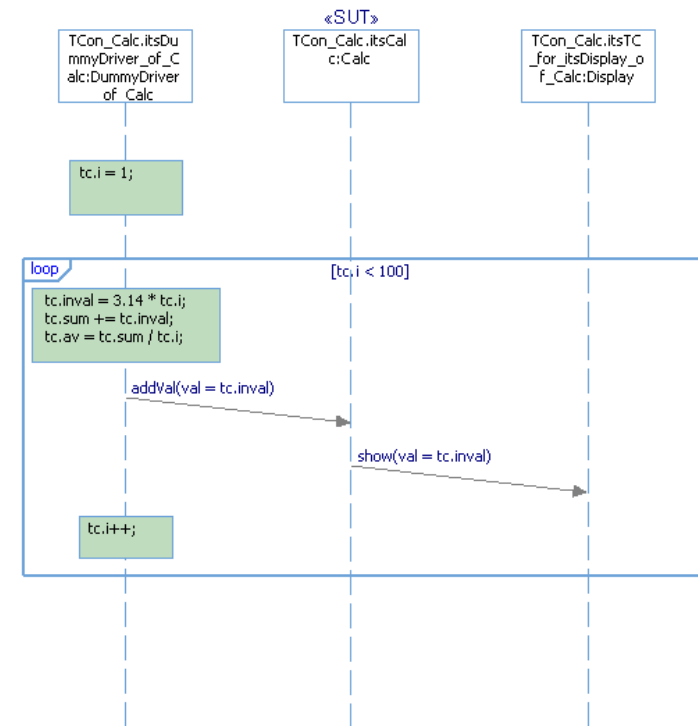 «SUT»
TCon_Calc.itsDu
mmyDriver_of_C
alc:DummyDriver
of_Calc
TCon_Calc.itsCal
c:Calc
TCon_Calc.itsTC
_for_itsDisplay_o
f_Calc:Display
tc.i = 1;
loop
[tc.i < 100]
tc.inval = 3.14 * tc.i;
tc.sum += tc.inval;
tc.av = tc.sum / tc.i;
addVal(val = tc.inval)
show(val = tc.inval)
tc.i++;